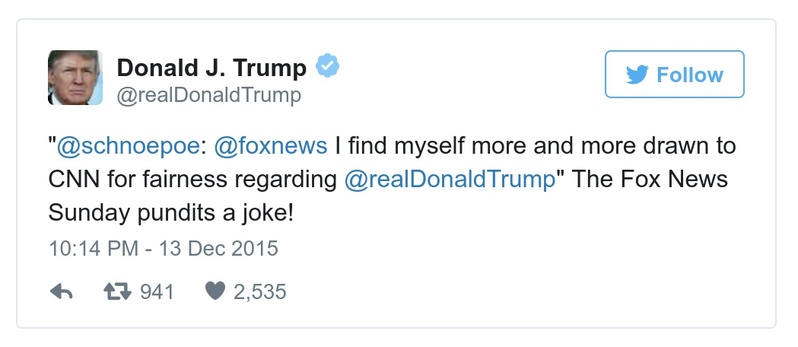 Donald J. Trump
@realDonaldTrump
Follow
"@schnoepoe: @foxnews I find myself more and more drawn to
CNN for fairness regarding @realDonaldTrump" The Fox News
Sunday pundits a joke!
10:14 PM - 13 Dec 2015
941 2,535